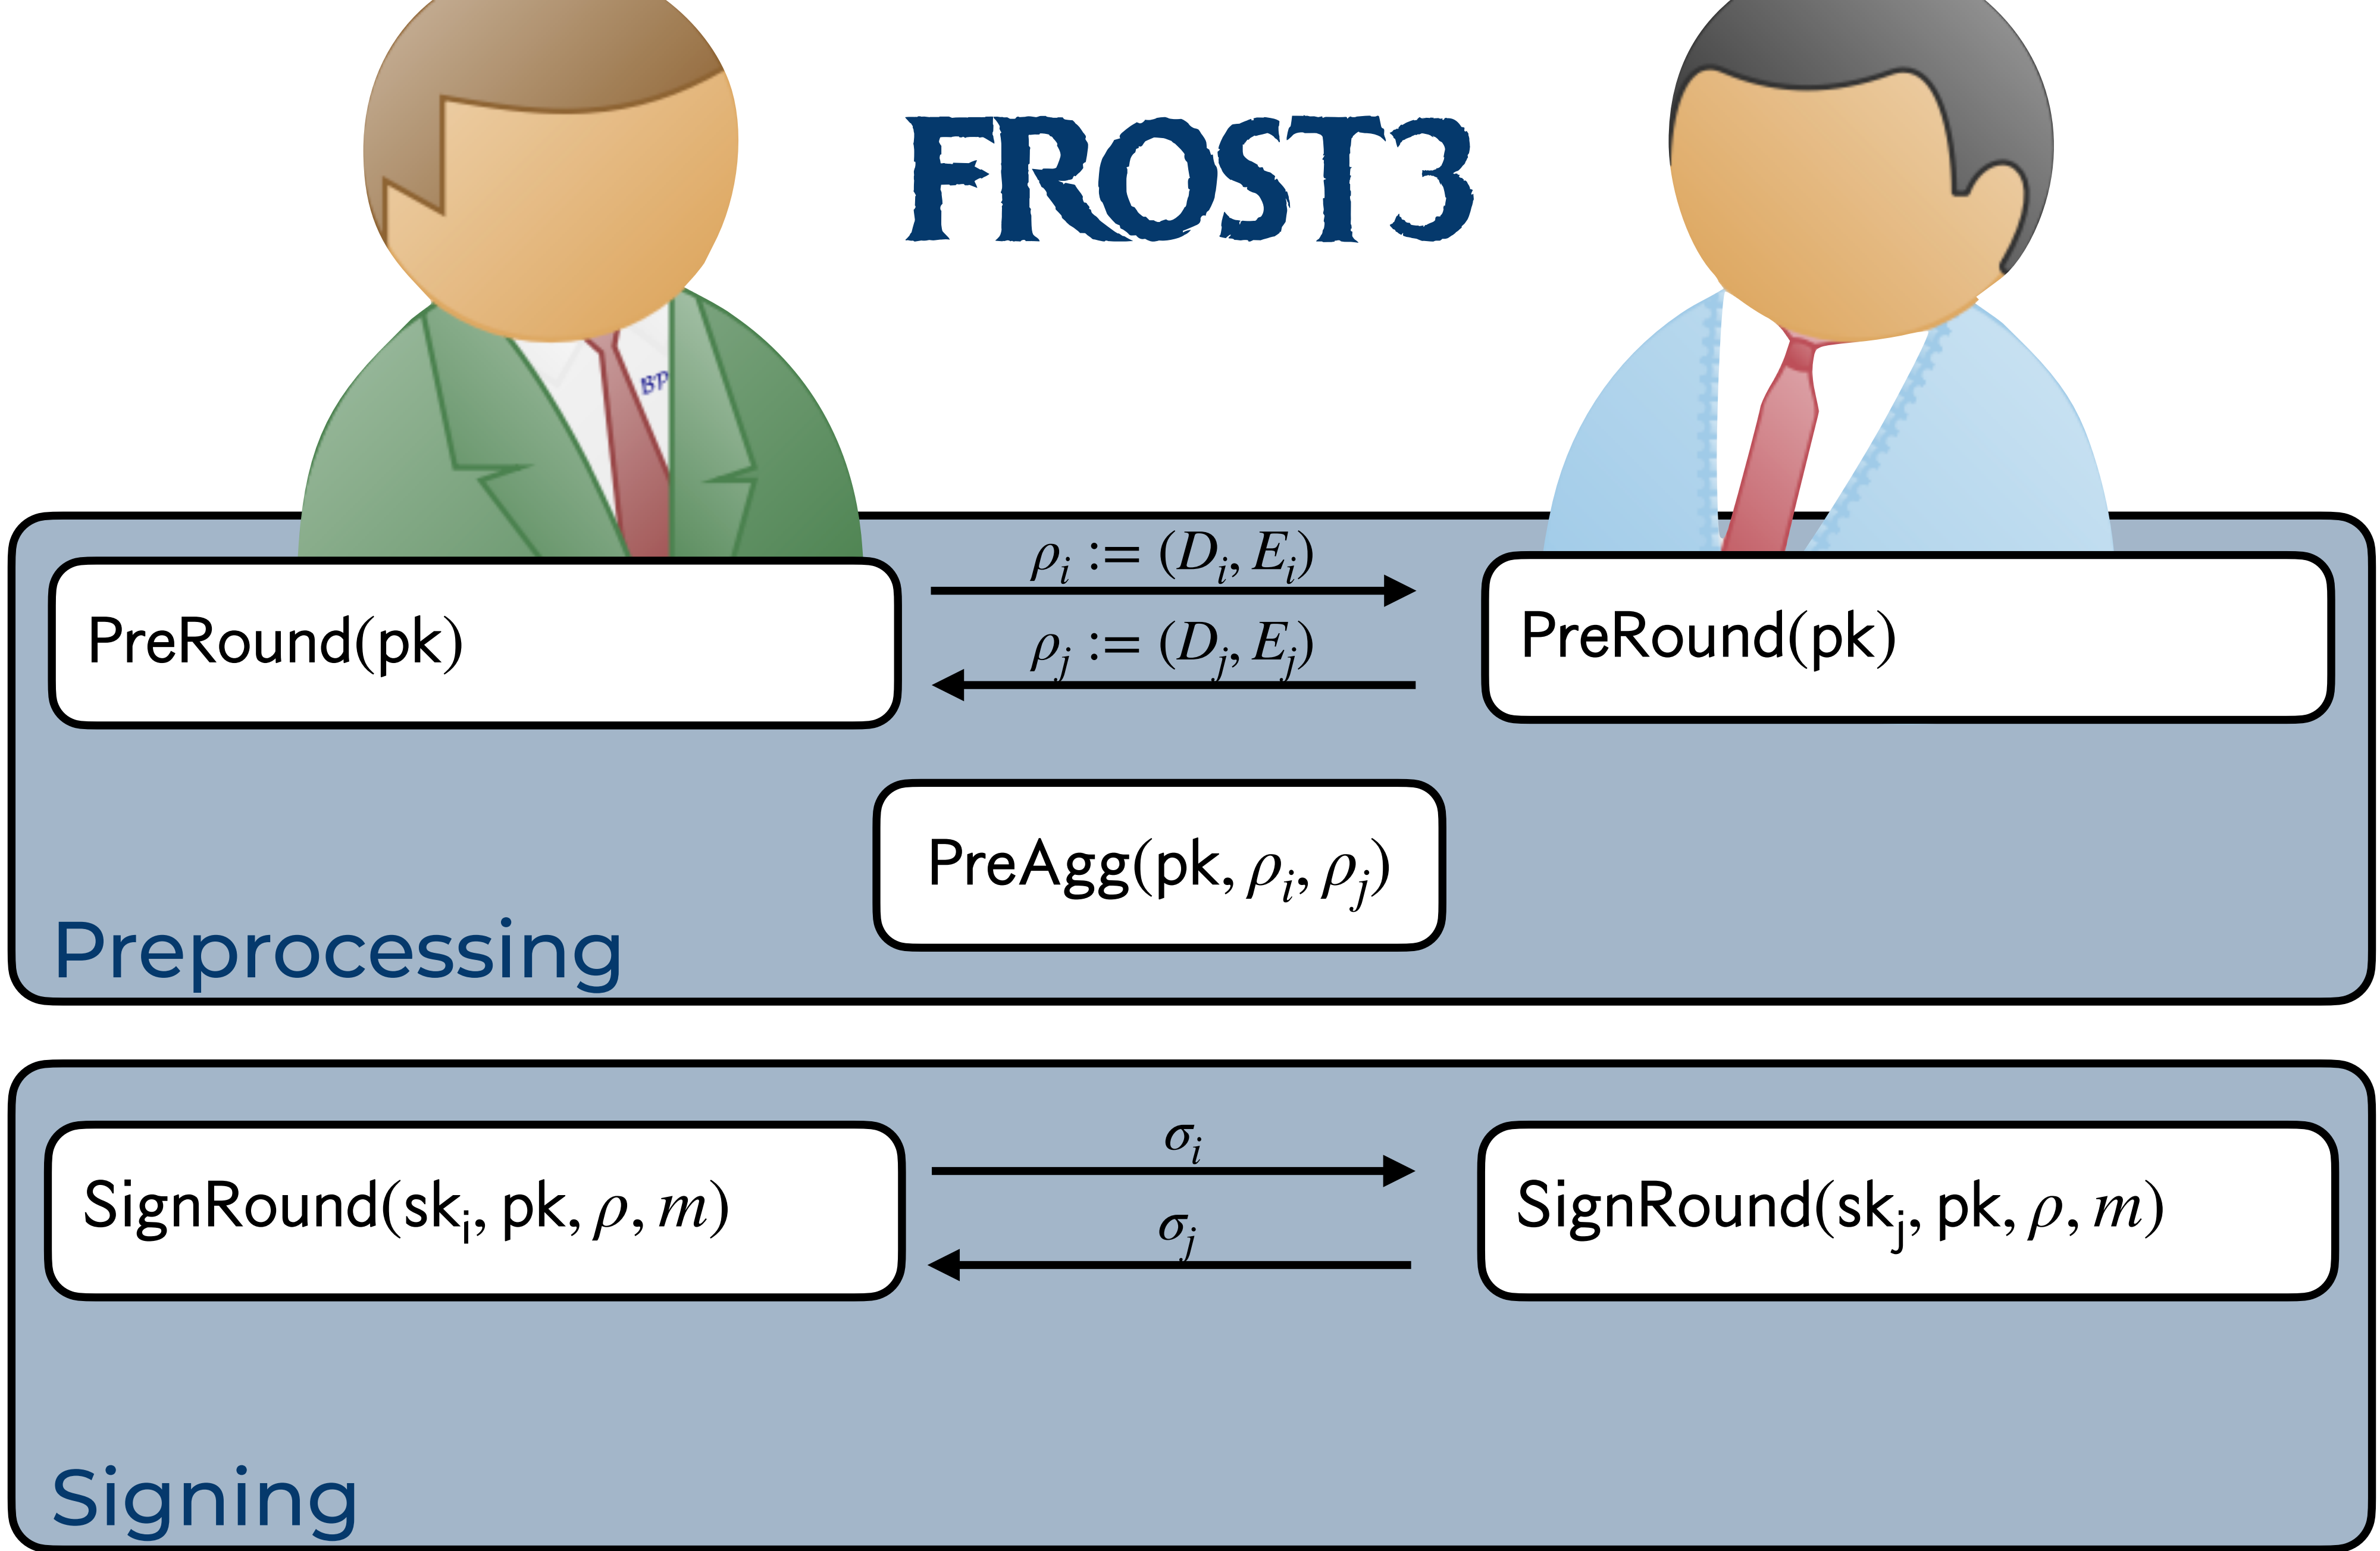 FROST3
Bp
ρᵢ := (Dᵢ, Eᵢ)
PreRound(pk)
ρⱼ := (Dⱼ, Eⱼ)
PreRound(pk)
PreAgg(pk, ρᵢ, ρⱼ)
Preprocessing
σᵢ
SignRound(skᵢ, pk, ρ, m)
σⱼ
SignRound(skⱼ, pk, ρ, m)
Signing